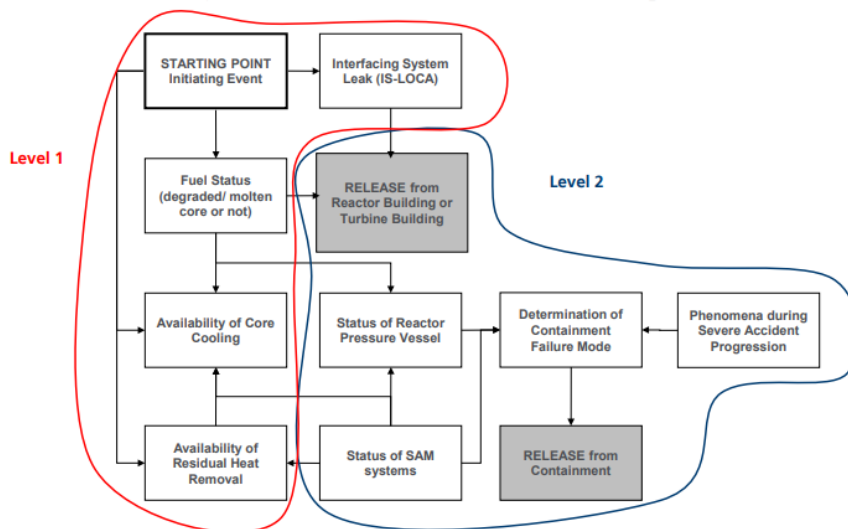 STARTING POINT
Initiating Event
Interfacing System
Leak (IS-LOCA)
Level 1
Fuel Status
(degraded/ molten
core or not)
RELEASE from
Reactor Building or
Turbine Building
Level 2
Availability of Core
Cooling
Status of Reactor
Pressure Vessel
Determination of
Containment
Failure Mode
Phenomena during
Severe Accident
Progression
Availability of
Residual Heat
Removal
Status of SAM
systems
RELEASE from
Containment